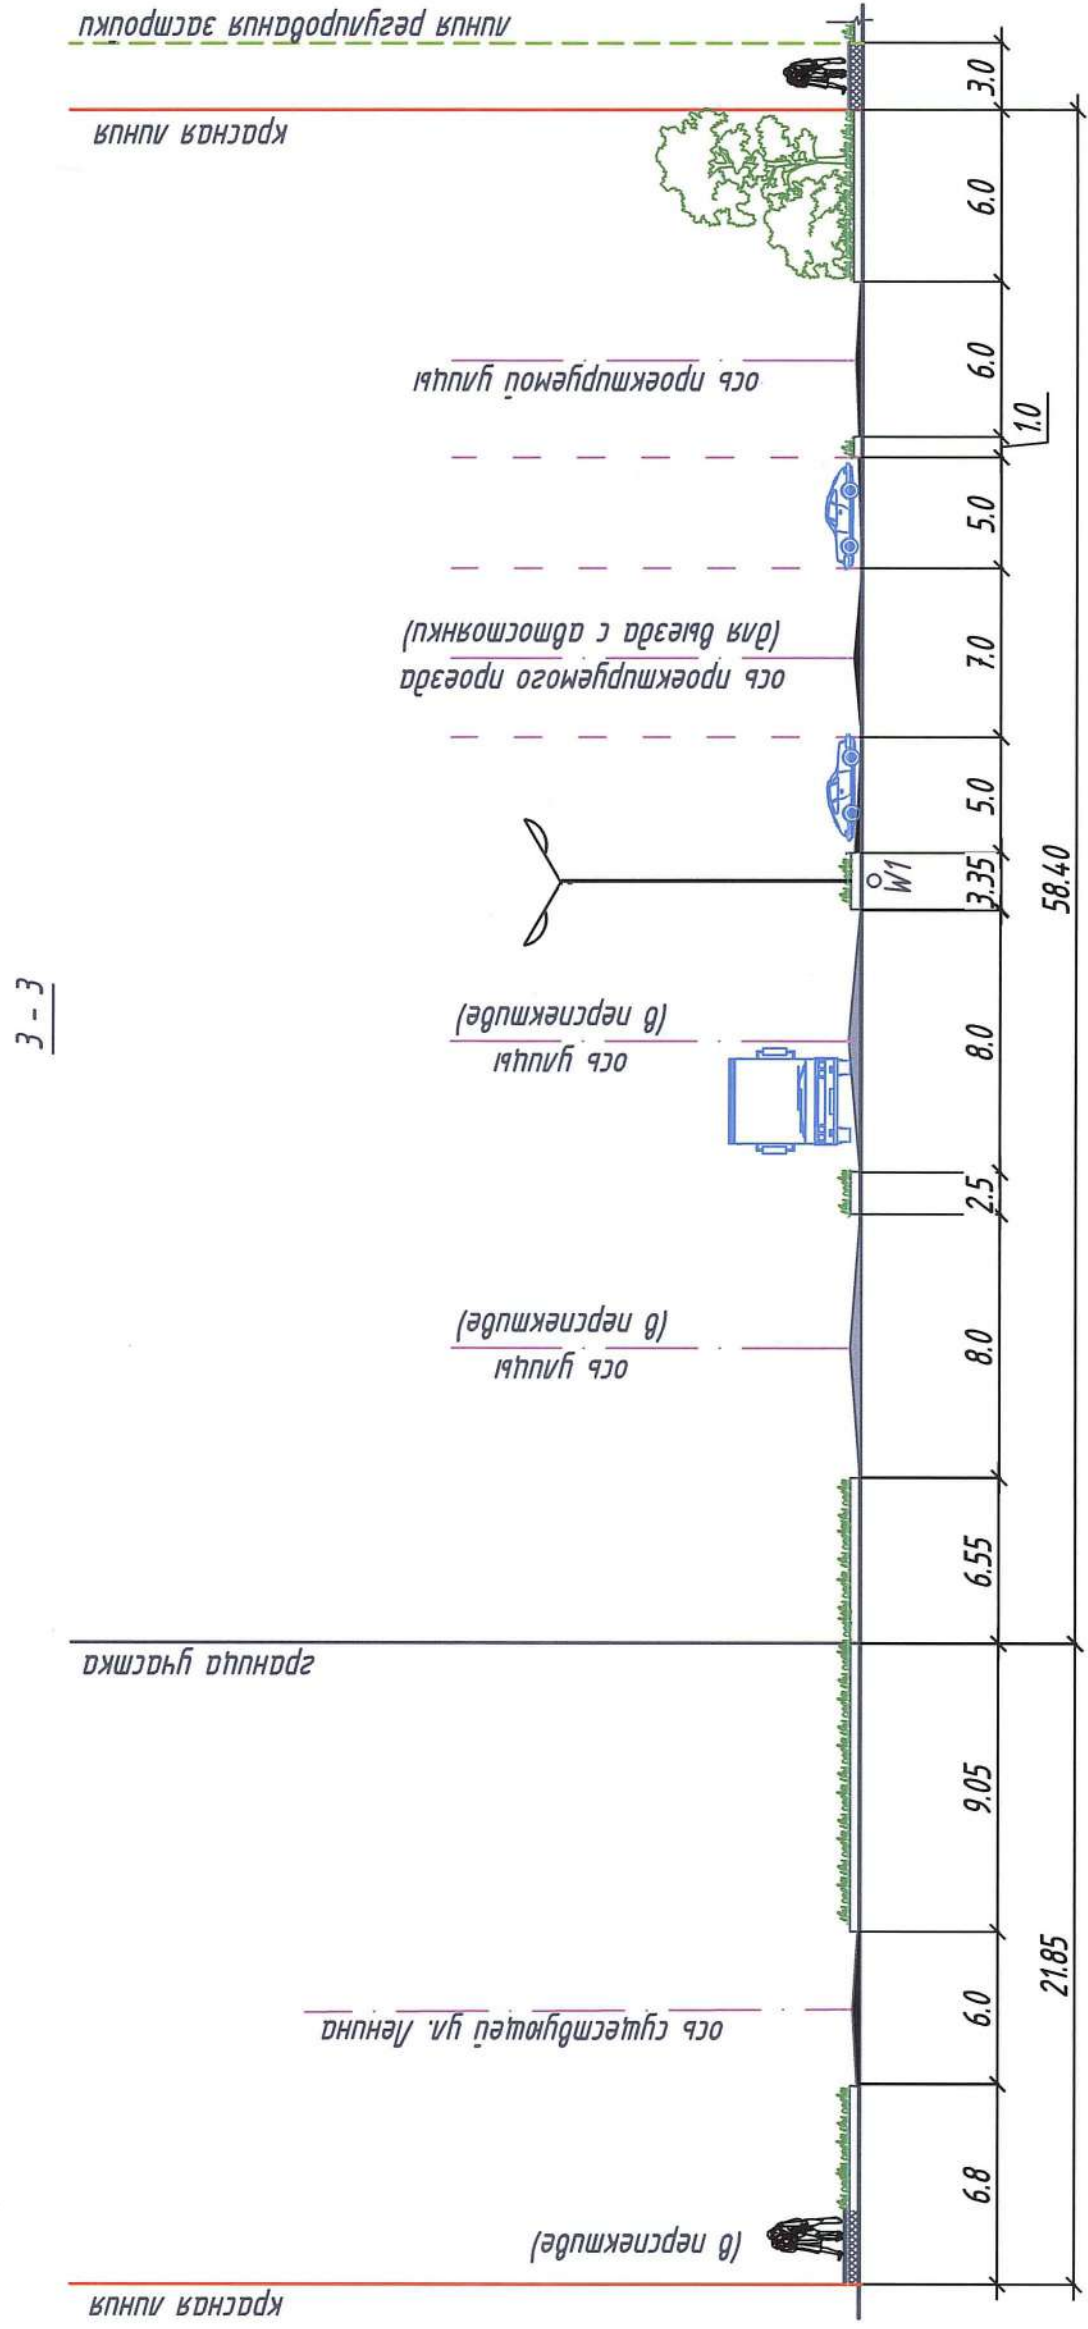 3 - 3
красная линия
(в перспективе)
ось существующей ул. Ленина
граница участка
ось улицы
(в перспективе)
ось улицы
(в перспективе)
W1
ось проектируемого проезда
(для выезда с автостоянки)
ось проектируемой улицы
красная линия
линия регулирования застройки
6.8
6.0
9.05
6.55
8.0
2.5
8.0
3.35
5.0
7.0
5.0
1.0
6.0
6.0
3.0
21.85
58.40